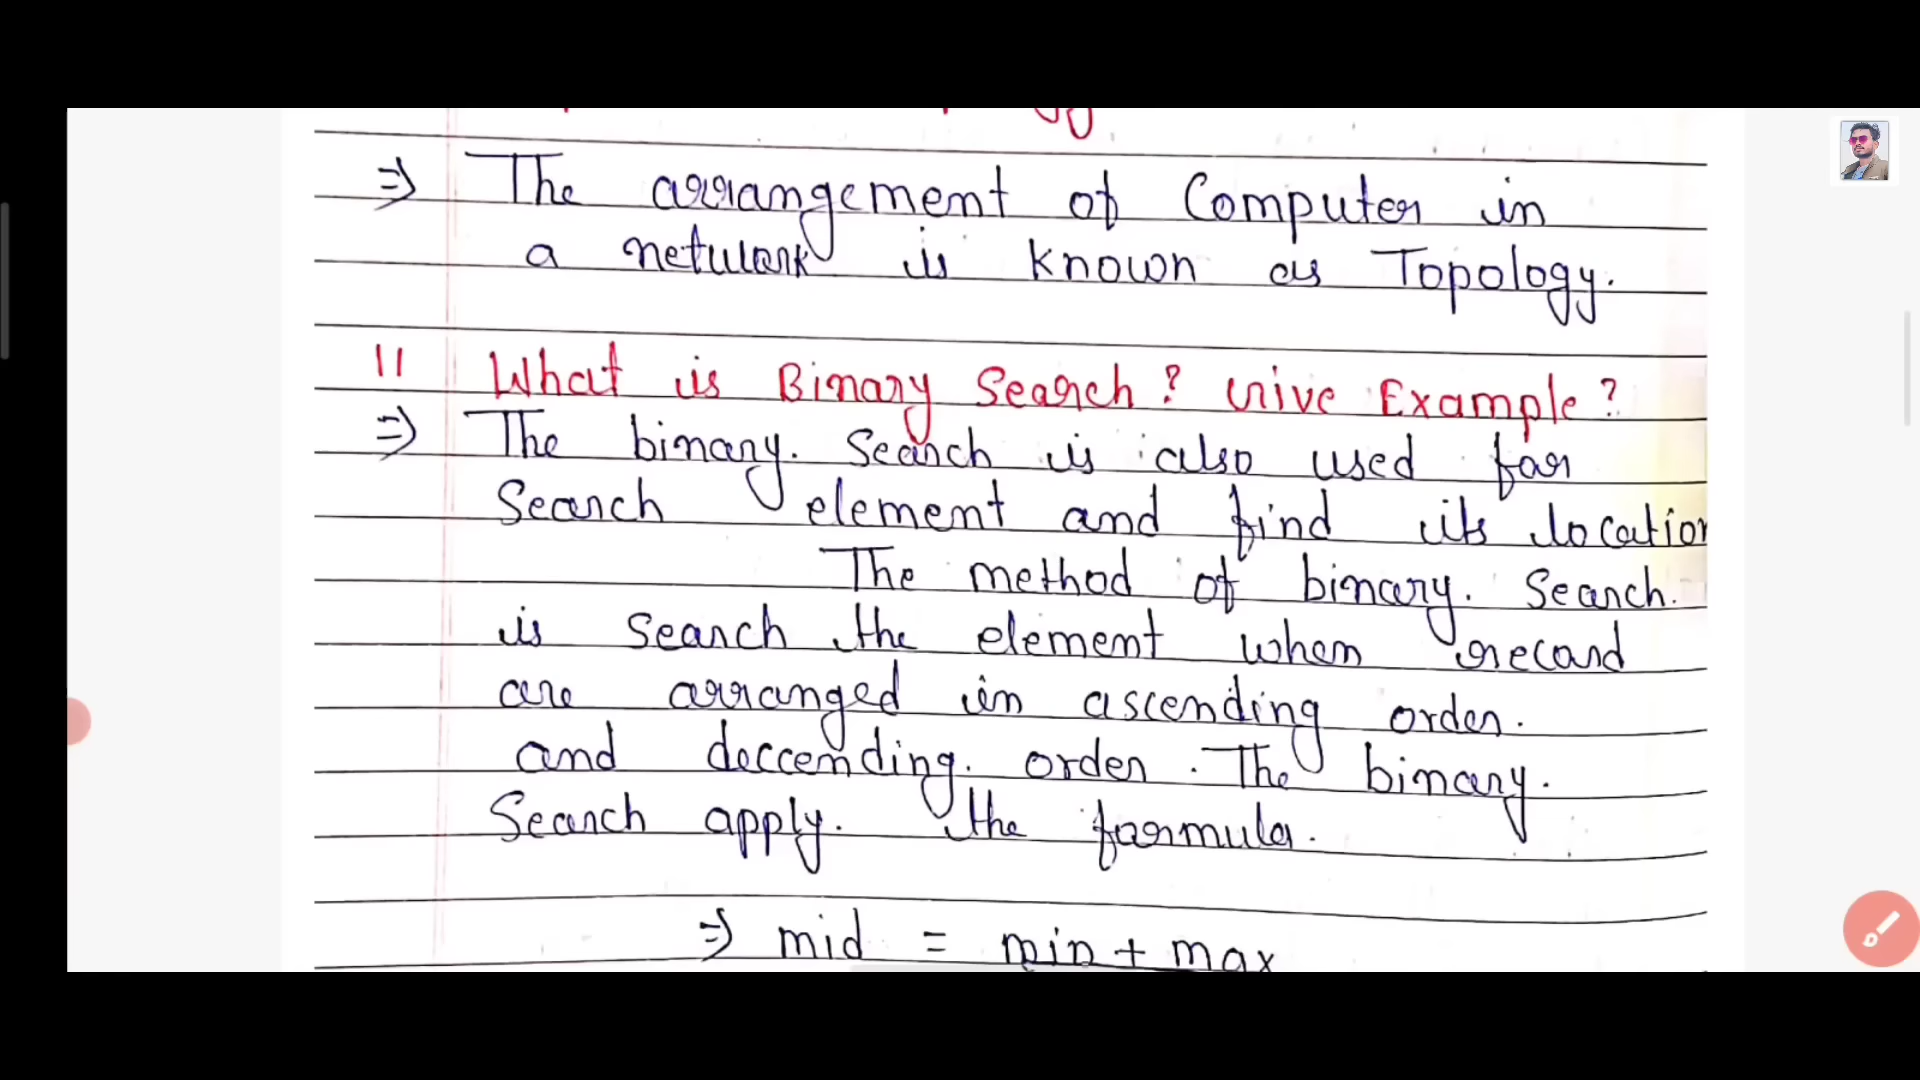 ⇒ The arrangement of Computer in
a network is known as Topology.
11 What is Binary Search? Give Example?
⇒ The binary. Search is also used for
Search element and find its location
The method of binary. Search.
is search the element when record
are arranged in ascending order.
and deccending. order. The binary.
Search apply. the formula.
⇒ mid = min + max